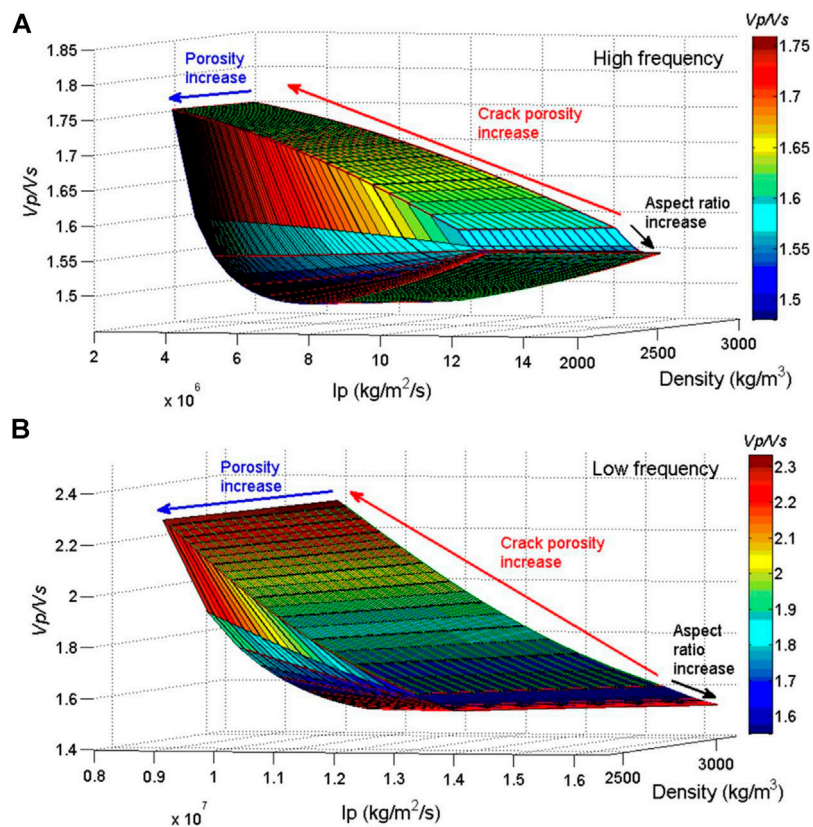 A
Vp/Vs
1.85
1.8
1.75
1.7
1.65
1.6
1.55
1.5
Vp/Vs
Porosity
Increase
High frequency
Crack porosity
increase
Aspect ratio
increase
1.75
1.7
1.65
1.6
1.55
1.5
2
4
6
8
10
12
14
2000
2500
3000
x 10^6
Ip (kg/m²/s)
Density (kg/m³)
B
Vp/Vs
2.4
2.2
2
1.8
1.6
1.4
Vp/Vs
Porosity
increase
Low frequency
Crack porosity
increase
Aspect
ratio
increase
2.3
2.2
2.1
2
1.9
1.8
1.7
1.6
0.8
0.9
1
1.1
1.2
1.3
1.4
1.5
1.6
2500
3000
x 10^7
Ip (kg/m²/s)
Density (kg/m³)